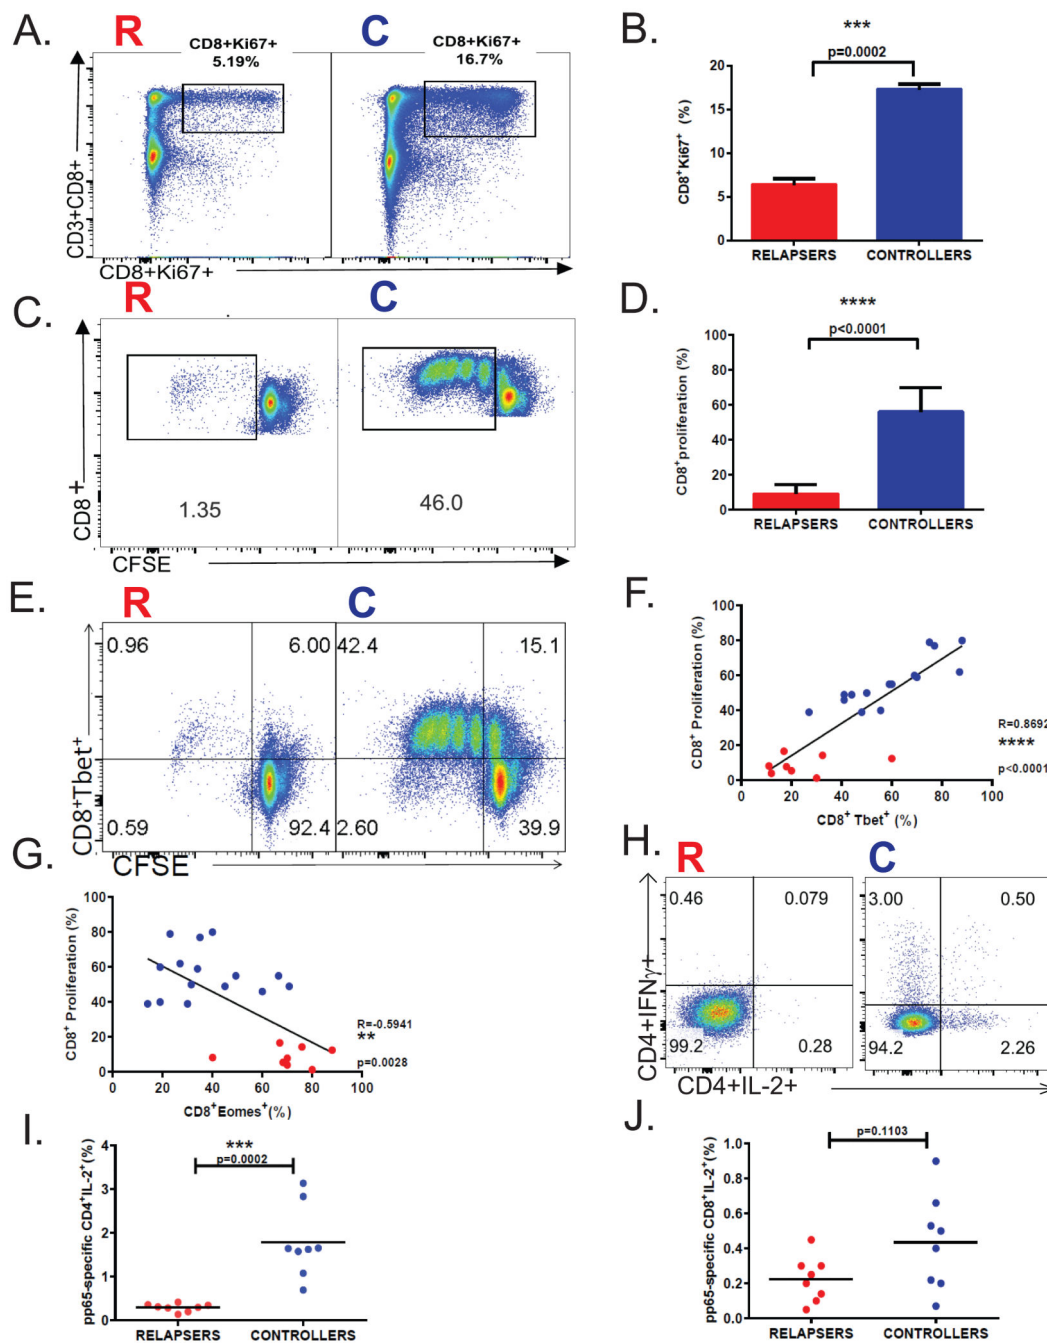 A.
R
C
CD8+Ki67+
5.19%
CD8+Ki67+
16.7%
CD3+CD8+
CD8+Ki67+
B.
***
p=0.0002
CD8+Ki67+ (%)
20
15
10
5
0
RELAPSERS
CONTROLLERS
C.
R
C
CD8+
1.35
46.0
CFSE
D.
****
p<0.0001
CD8+proliferation (%)
100
80
60
40
20
0
RELAPSERS
CONTROLLERS
E.
R
C
0.96
6.00
42.4
15.1
CD8+Tbet+
0.59
92.4
2.60
39.9
CFSE
F.
CD8+ Proliferation (%)
100
80
60
40
20
0
R=0.8692
****
p<0.0001
0
20
40
60
80
100
CD8+ Tbet+ (%)
G.
CD8+ Proliferation (%)
100
80
60
40
20
0
R=-0.5941
**
p=0.0028
0
20
40
60
80
100
CD8+Eomes+(%)
H.
R
C
0.46
0.079
3.00
0.50
CD4+IFNγ+
99.2
0.28
94.2
2.26
CD4+IL-2+
I.
***
p=0.0002
pp65-specific CD4+IL-2+(%)
4
3
2
1
0
RELAPSERS
CONTROLLERS
J.
p=0.1103
pp65-specific CD8+IL-2+(%)
1.0
0.8
0.6
0.4
0.2
0.0
RELAPSERS
CONTROLLERS